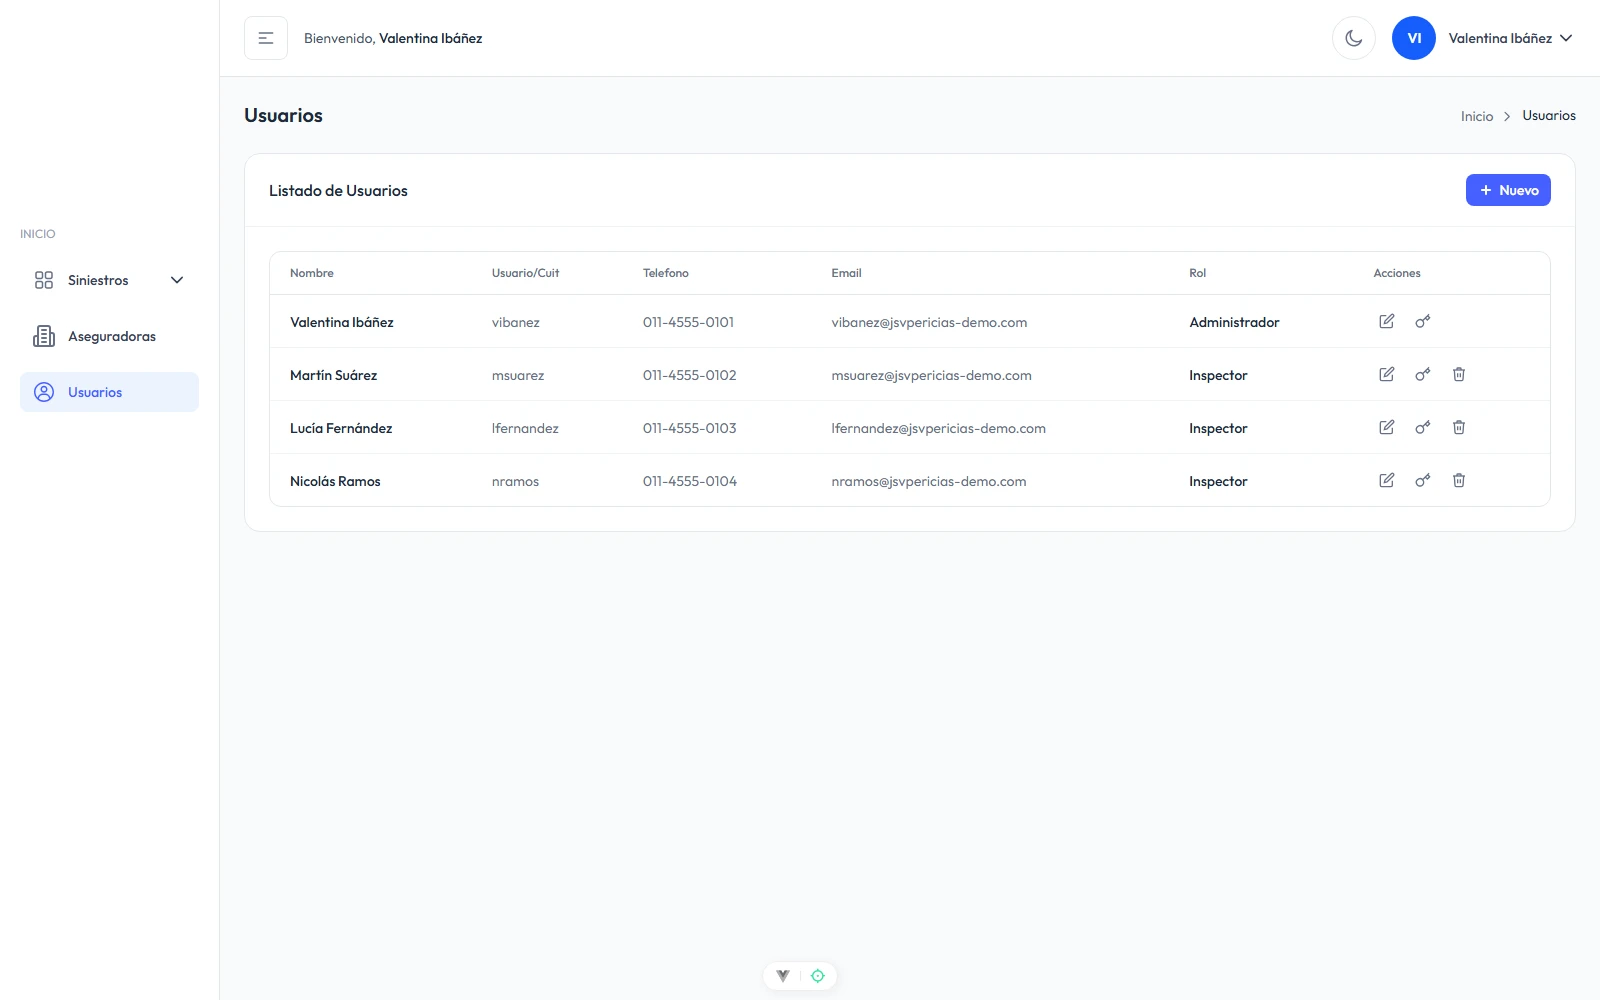 Bienvenido, Valentina Ibáñez
VI
Valentina Ibáñez
Usuarios
Inicio > Usuarios
INICIO
Siniestros
Aseguradoras
Usuarios
Listado de Usuarios
+ Nuevo
Nombre Usuario/Cuit Telefono Email Rol Acciones
Valentina Ibáñez vibanez 011-4555-0101 vibanez@jsvpericias-demo.com Administrador
Martín Suárez msuarez 011-4555-0102 msuarez@jsvpericias-demo.com Inspector
Lucía Fernández lfernandez 011-4555-0103 lfernandez@jsvpericias-demo.com Inspector
Nicolás Ramos nramos 011-4555-0104 nramos@jsvpericias-demo.com Inspector